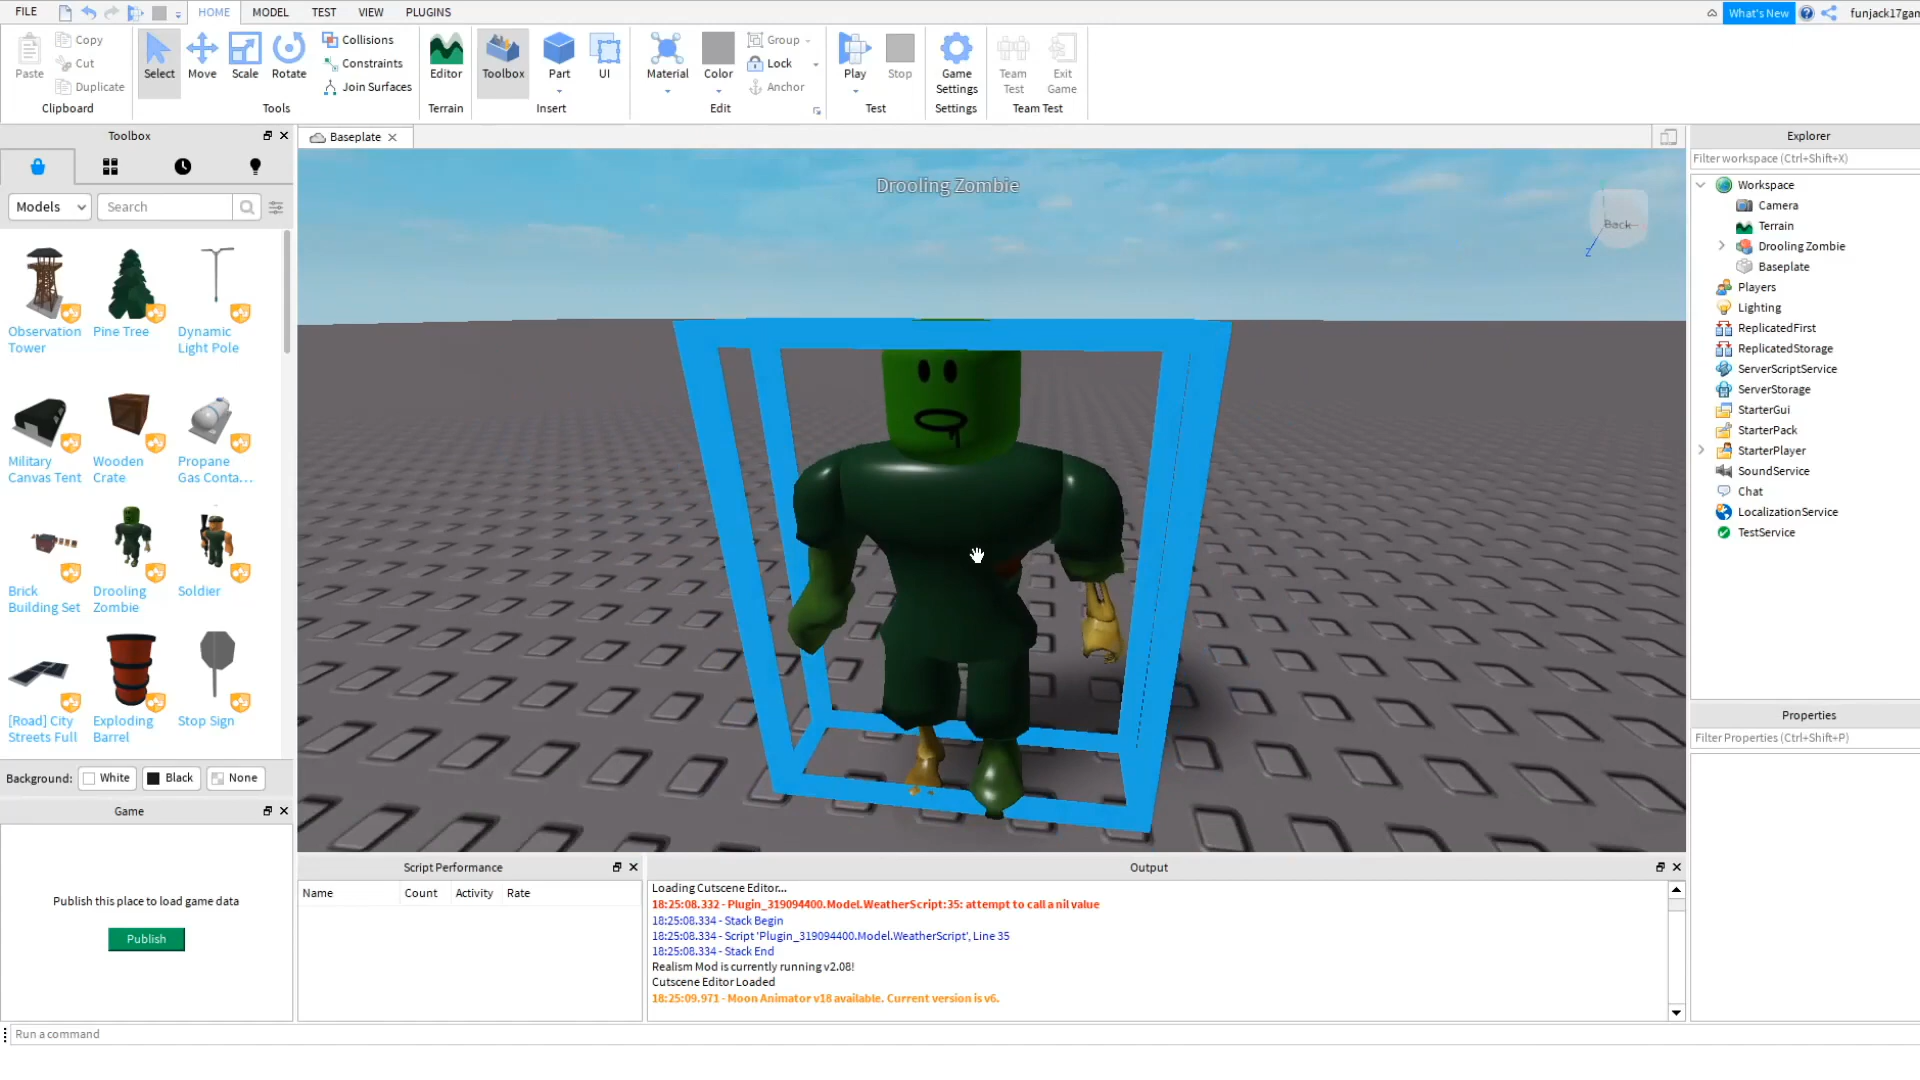 FILE HOME MODEL TEST VIEW PLUGINS What's New funjack17gam
Paste Copy Cut Duplicate Select Move Scale Rotate Collisions Constraints Join Surfaces Editor Toolbox Part UI Material Color Group Lock Anchor Play Stop Game Settings Team Test Exit Game
Clipboard Tools Terrain Insert Edit Test Settings Team Test
Toolbox
Models Search
Observation Tower
Pine Tree
Dynamic Light Pole
Military Canvas Tent
Wooden Crate
Propane Gas Conta...
Brick Building Set
Drooling Zombie
Soldier
[Road] City Streets Full
Exploding Barrel
Stop Sign
Background: White Black None
Game
Publish this place to load game data
Publish
Baseplate
Drooling Zombie
Back
Z
Script Performance
Name Count Activity Rate
Output
Loading Cutscene Editor...
18:25:08.332 - Plugin_319094400.Model.WeatherScript:35: attempt to call a nil value
18:25:08.334 - Stack Begin
18:25:08.334 - Script 'Plugin_319094400.Model.WeatherScript', Line 35
18:25:08.334 - Stack End
Realism Mod is currently running v2.08!
Cutscene Editor Loaded
18:25:09.971 - Moon Animator v18 available. Current version is v6.
Explorer
Filter workspace (Ctrl+Shift+X)
Workspace
Camera
Terrain
Drooling Zombie
Baseplate
Players
Lighting
ReplicatedFirst
ReplicatedStorage
ServerScriptService
ServerStorage
StarterGui
StarterPack
StarterPlayer
SoundService
Chat
LocalizationService
TestService
Properties
Filter Properties (Ctrl+Shift+P)
Run a command